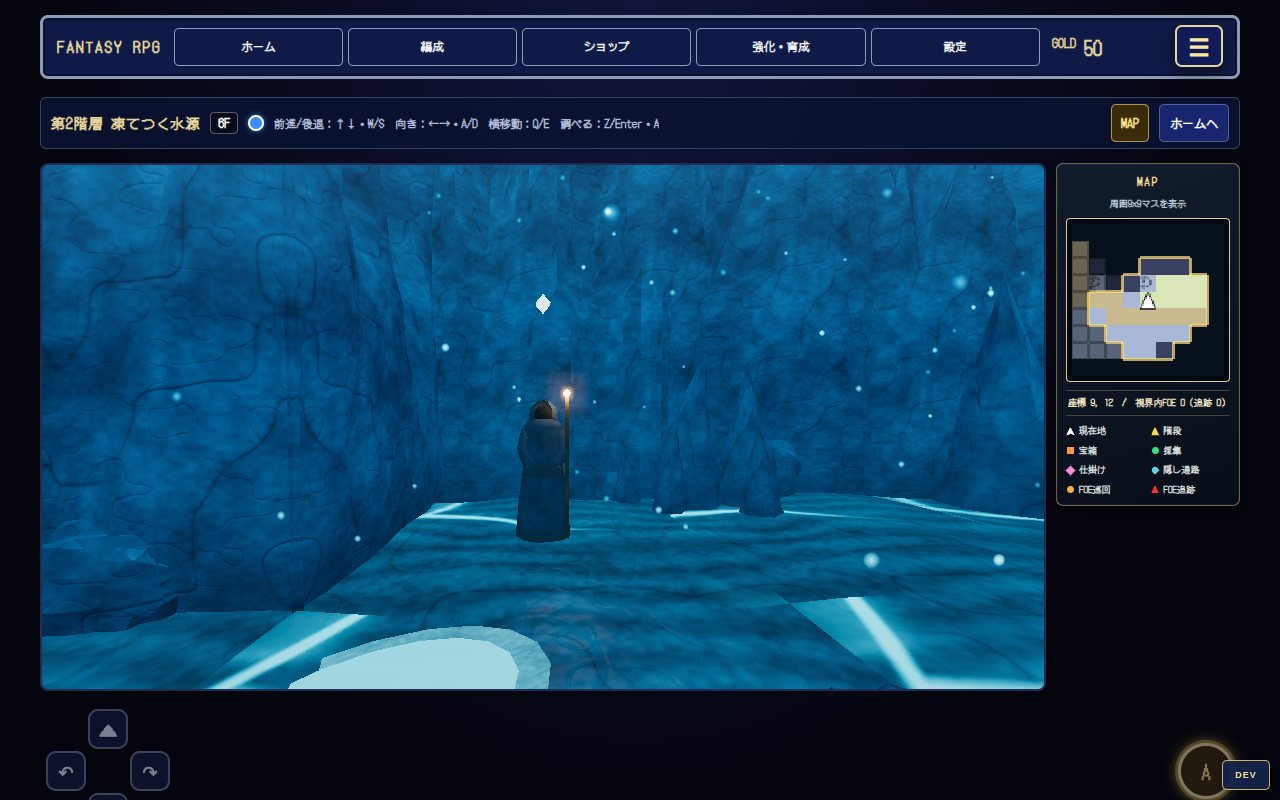 FANTASY RPG
ホーム
編成
ショップ
強化・育成
設定
GOLD 50
第2階層 凍てつく水源 6F 前進/後退：↑↓・W/S 向き：←→・A/D 横移動：Q/E 調べる：Z/Enter・A
MAP
ホームへ
MAP
周囲9x9マスを表示
座標 9, 12 / 視界内FOE 0 (追跡 0)
現在地 階段
宝箱 採集
仕掛け 隠し通路
FOE巡回 FOE追跡
A
DEV